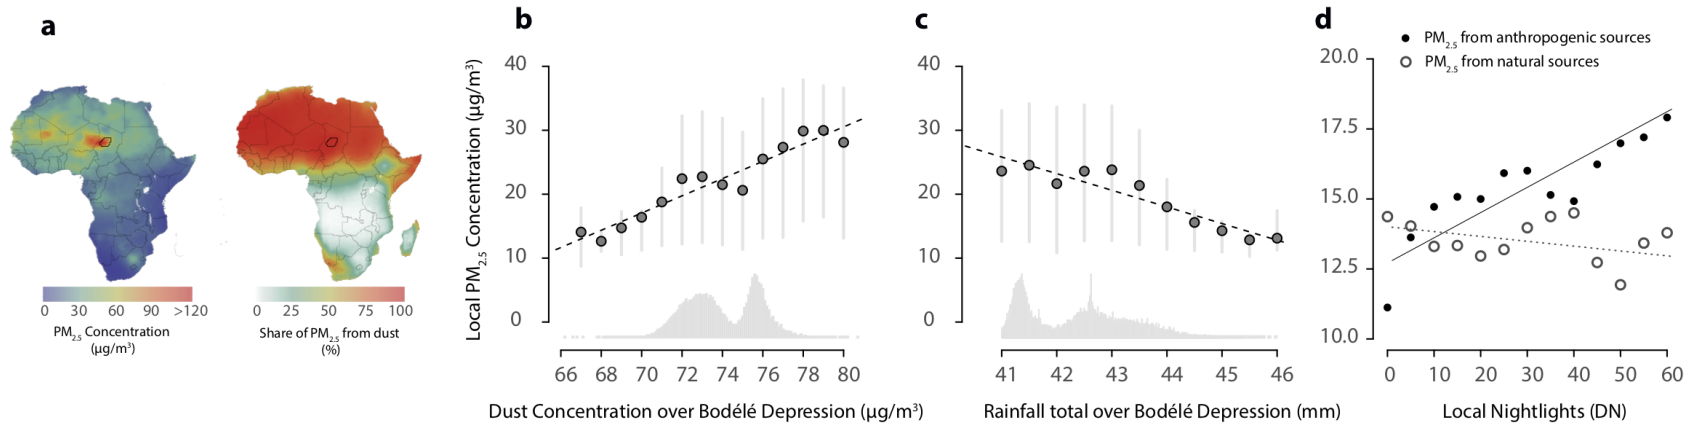 a
0 30 60 90 >120
PM2.5 Concentration
(µg/m³)
0 25 50 75 100
Share of PM2.5 from dust
(%)
b
Local PM2.5 Concentration (µg/m³)
40
30
20
10
0
66 68 70 72 74 76 78 80
Dust Concentration over Bodélé Depression (µg/m³)
c
40
30
20
10
0
41 42 43 44 45 46
Rainfall total over Bodélé Depression (mm)
d
PM2.5 from anthropogenic sources
PM2.5 from natural sources
20.0
17.5
15.0
12.5
10.0
0 10 20 30 40 50 60
Local Nightlights (DN)